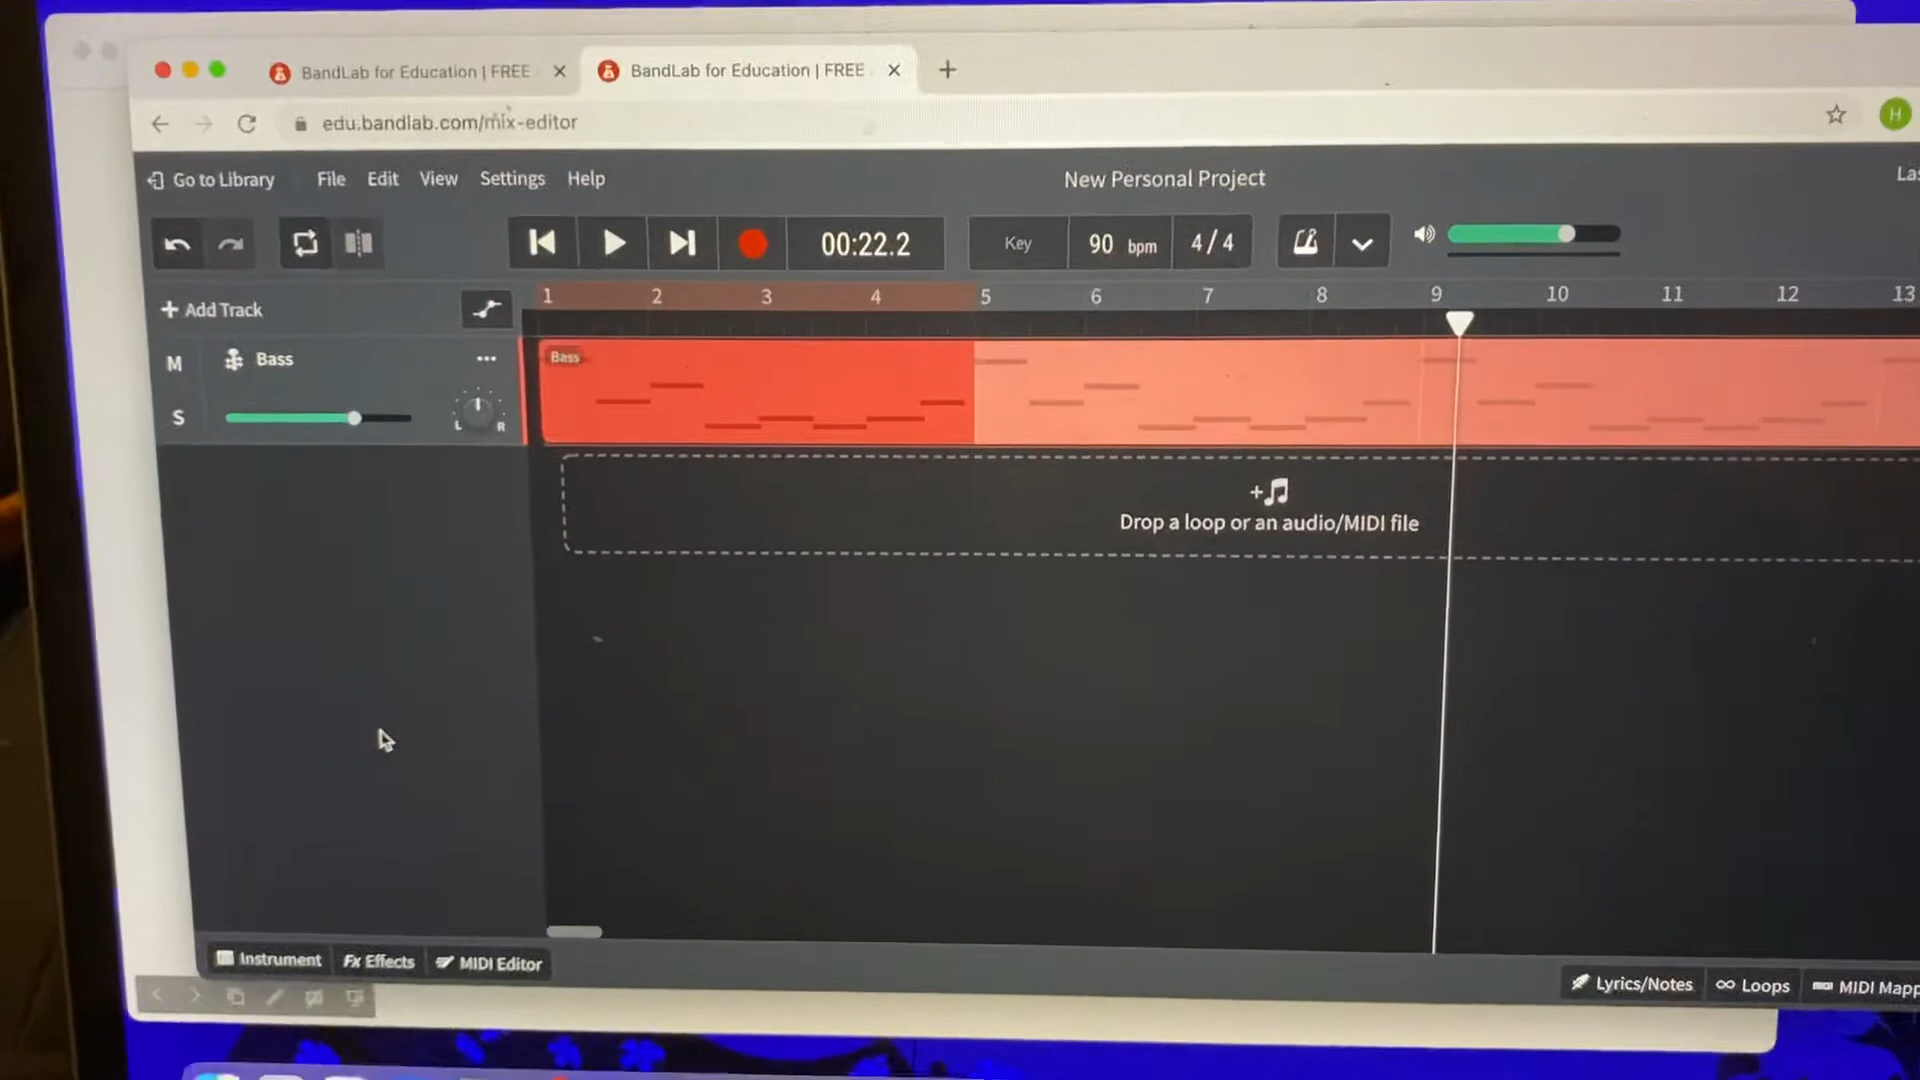 BandLab for Education | FREE
BandLab for Education | FREE
edu.bandlab.com/mix-editor
H
Go to Library File Edit View Settings Help
New Personal Project
00:22.2
Key 90 bpm 4/4
Add Track
1 2 3 4 5 6 7 8 9 10 11 12 13
M Bass
S
L R
Bass
Drop a loop or an audio/MIDI file
Instrument Fx Effects MIDI Editor
Lyrics/Notes Loops MIDI Mapp